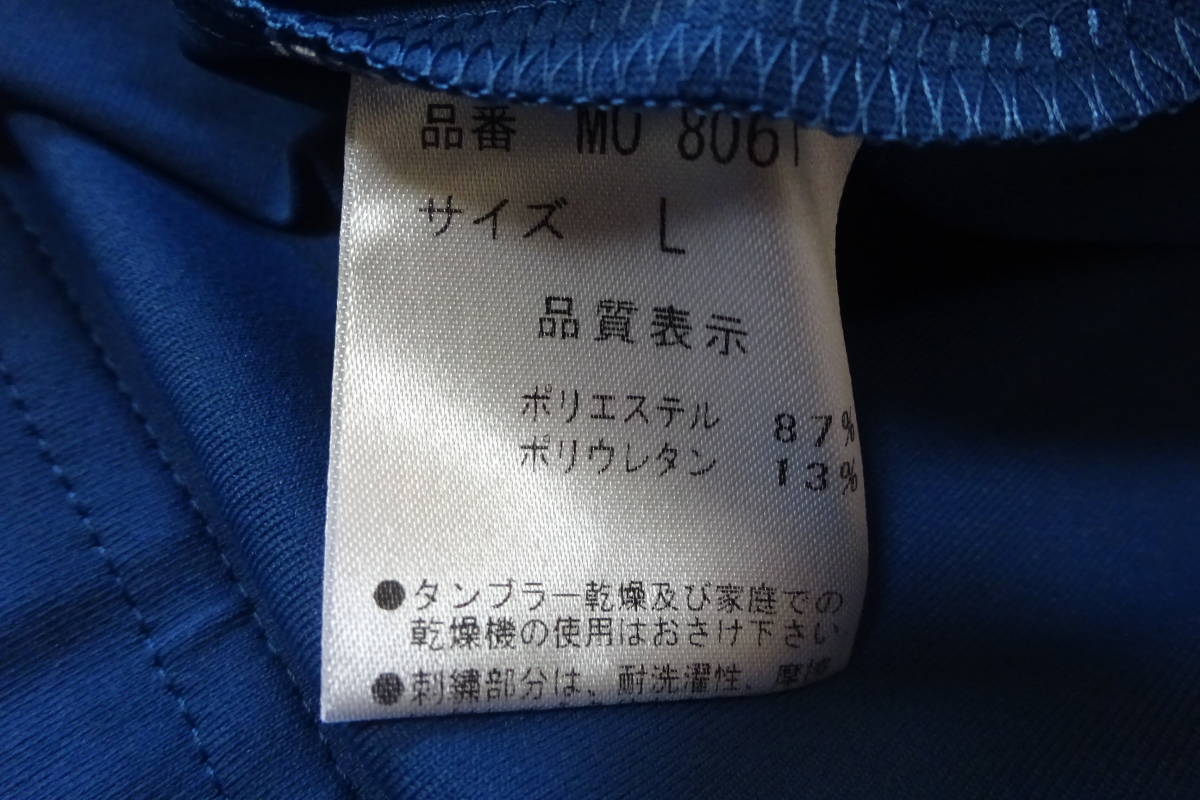 品番 MU 8061
サイズ L
品質表示
ポリエステル 87%
ポリウレタン 13%
●タンブラー乾燥及び家庭での
乾燥機の使用はおさけ下さい
●刺繍部分は、耐洗濯性、摩擦